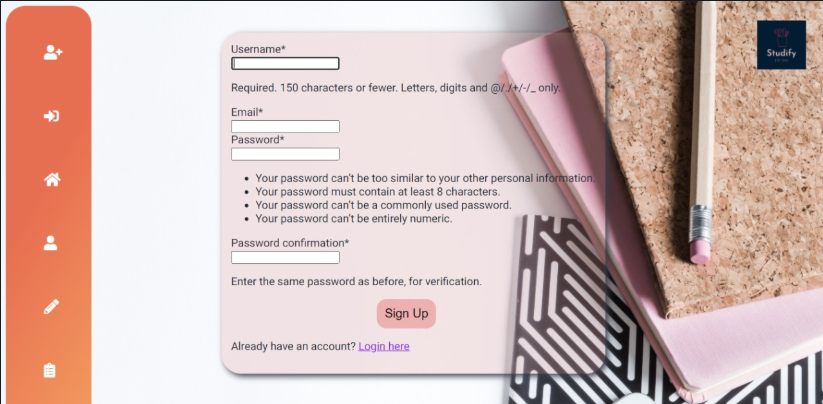 Studify
Username*
Required. 150 characters or fewer. Letters, digits and @/./+/-/_ only.
Email*
Password*
Your password can't be too similar to your other personal information.
Your password must contain at least 8 characters.
Your password can't be a commonly used password.
Your password can't be entirely numeric.
Password confirmation*
Enter the same password as before, for verification.
Sign Up
Already have an account? Login here